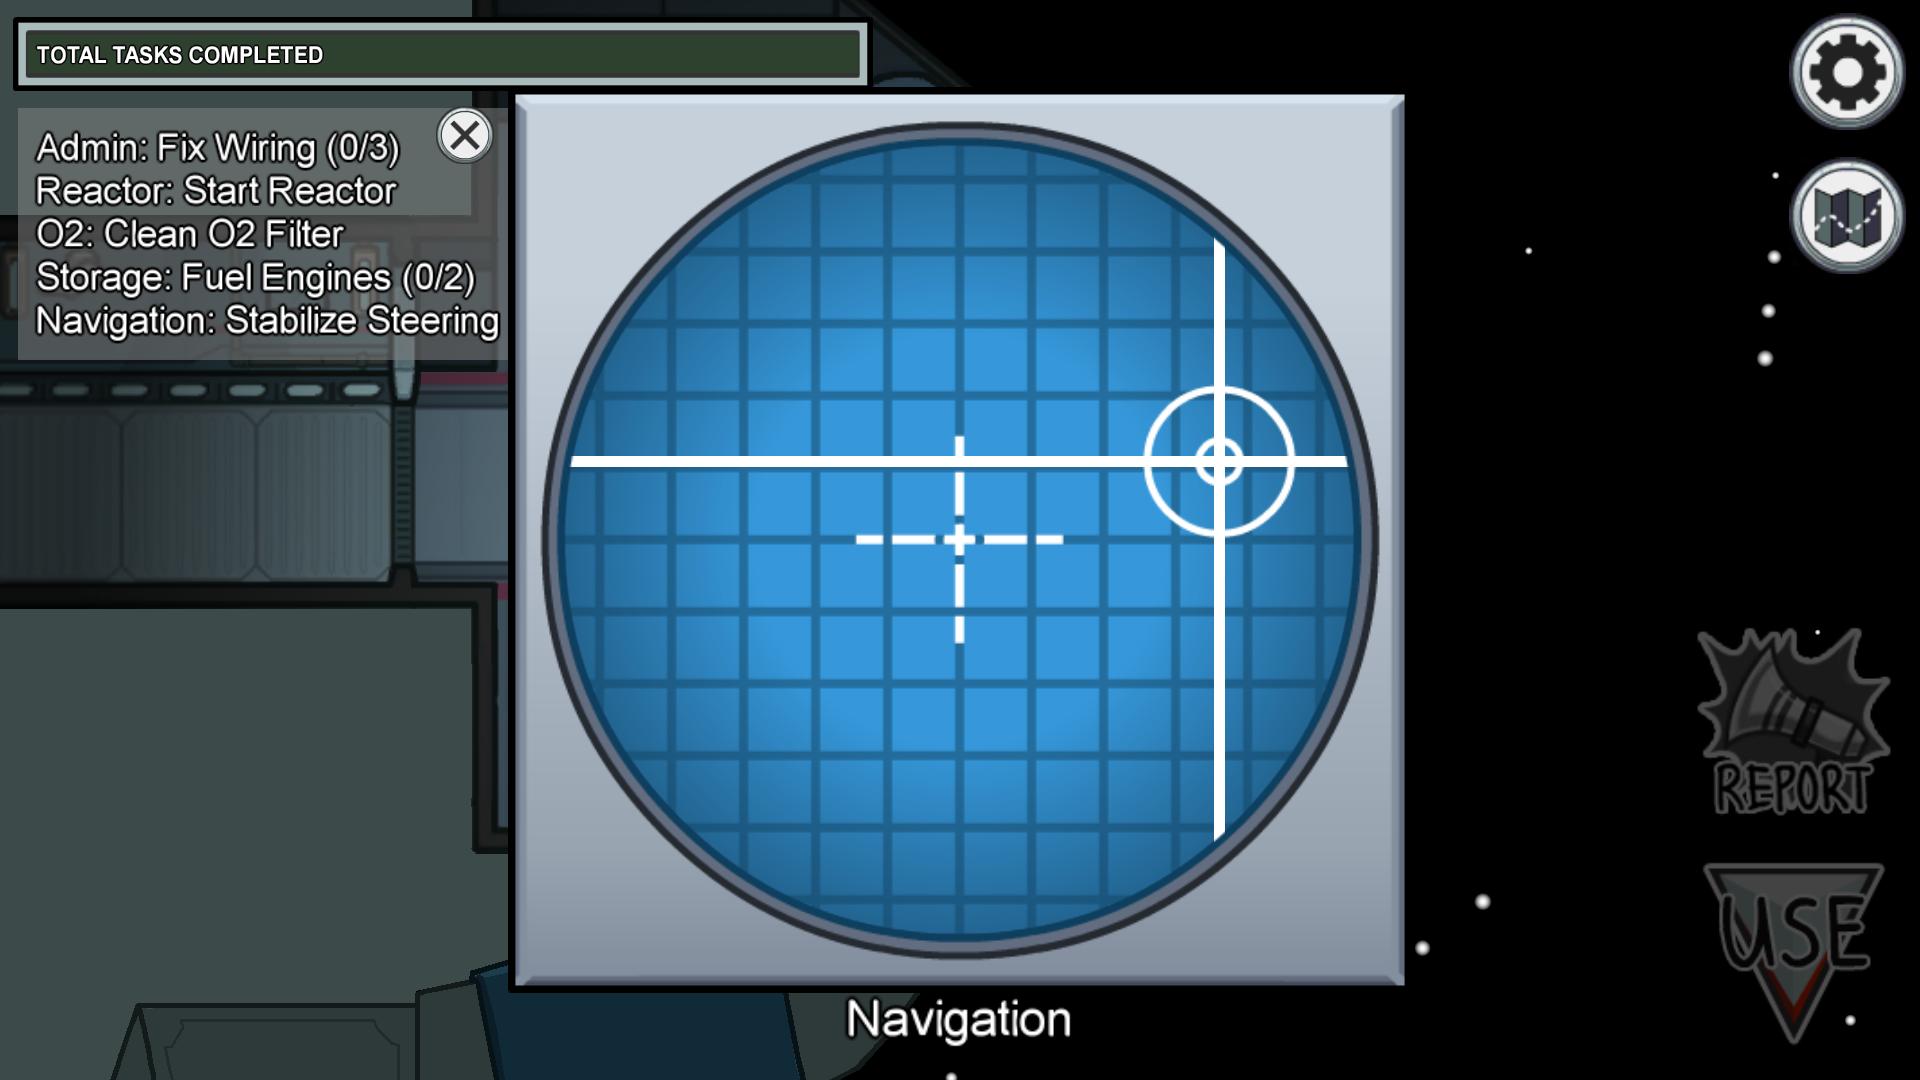 TOTAL TASKS COMPLETED
Admin: Fix Wiring (0/3)
Reactor: Start Reactor
O2: Clean O2 Filter
Storage: Fuel Engines (0/2)
Navigation: Stabilize Steering
REPORT
USE
Navigation